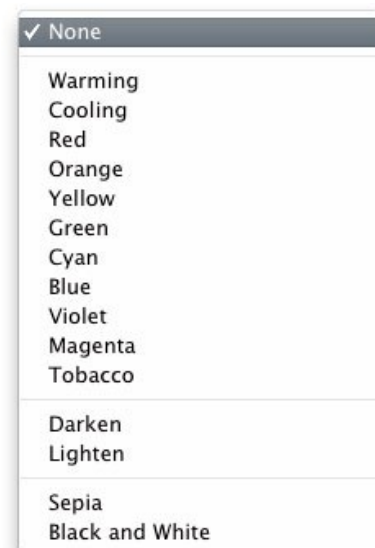 ✓ None
Warming
Cooling
Red
Orange
Yellow
Green
Cyan
Blue
Violet
Magenta
Tobacco
Darken
Lighten
Sepia
Black and White